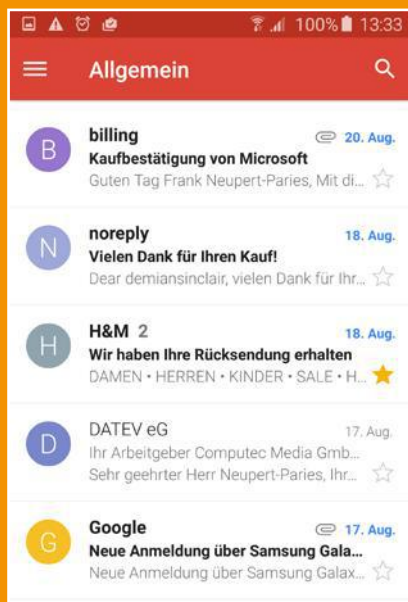 100% 13:33
Allgemein
B
billing 20. Aug.
Kaufbestätigung von Microsoft
Guten Tag Frank Neupert-Paries, Mit di...
N
noreply 18. Aug.
Vielen Dank für Ihren Kauf!
Dear demiansinclair, vielen Dank für Ihr...
H
H&M 2 18. Aug.
Wir haben Ihre Rücksendung erhalten
DAMEN • HERREN • KINDER • SALE • H...
D
DATEV eG 17. Aug.
Ihr Arbeitgeber Computec Media Gmb...
Sehr geehrter Herr Neupert-Paries, Ihr...
G
Google 17. Aug.
Neue Anmeldung über Samsung Gala...
Neue Anmeldung über Samsung Galax...